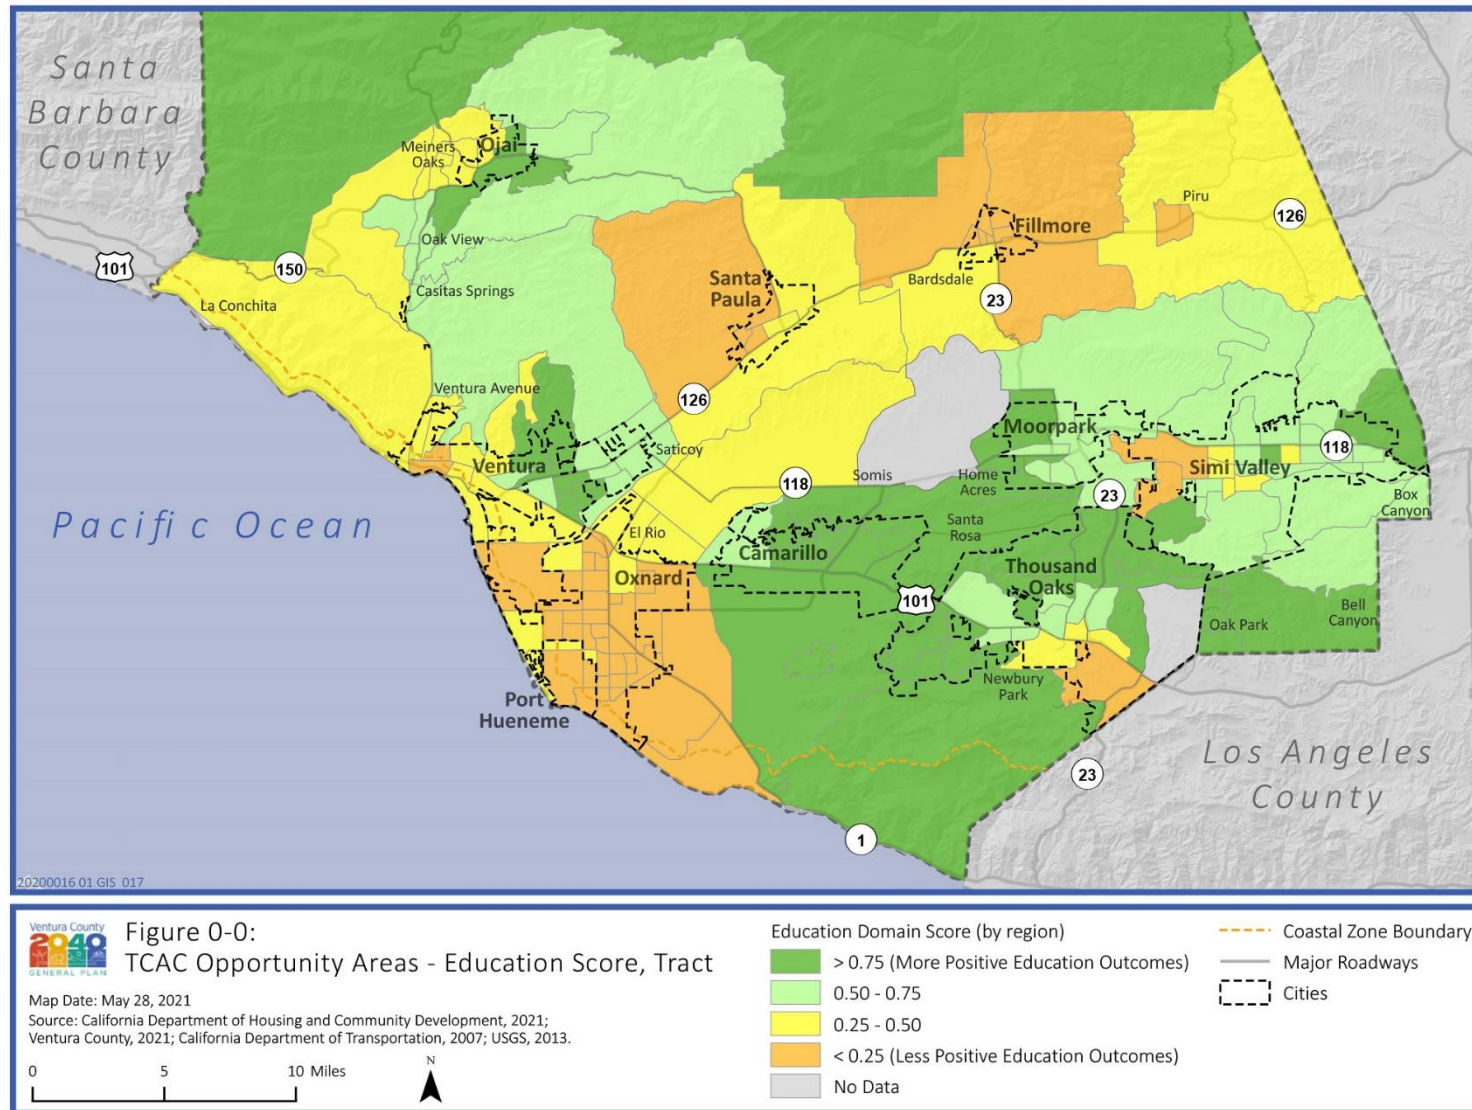 Santa
Barbara
County
Meiners
Oaks
Ojai
Piru
126
Fillmore
Oak View
101
150
Santa
Paula
Bardsdale
Casitas Springs
23
La Conchita
Ventura Avenue
126
Moorpark
118
Ventura
Saticoy
Simi Valley
118
Somis
Home
Acres
23
Box
Canyon
Pacific Ocean
El Rio
Santa
Rosa
Camarillo
Oxnard
Thousand
Oaks
101
Oak Park
Bell
Canyon
Newbury
Park
Port
Hueneme
Los Angeles
County
23
1
20200016 01 GIS 017
Ventura County
2040
GENERAL PLAN
Figure 0-0:
TCAC Opportunity Areas - Education Score, Tract
Map Date: May 28, 2021
Source: California Department of Housing and Community Development, 2021;
Ventura County, 2021; California Department of Transportation, 2007; USGS, 2013.
N
0 5 10 Miles
Education Domain Score (by region)
> 0.75 (More Positive Education Outcomes)
0.50 - 0.75
0.25 - 0.50
< 0.25 (Less Positive Education Outcomes)
No Data
Coastal Zone Boundary
Major Roadways
Cities